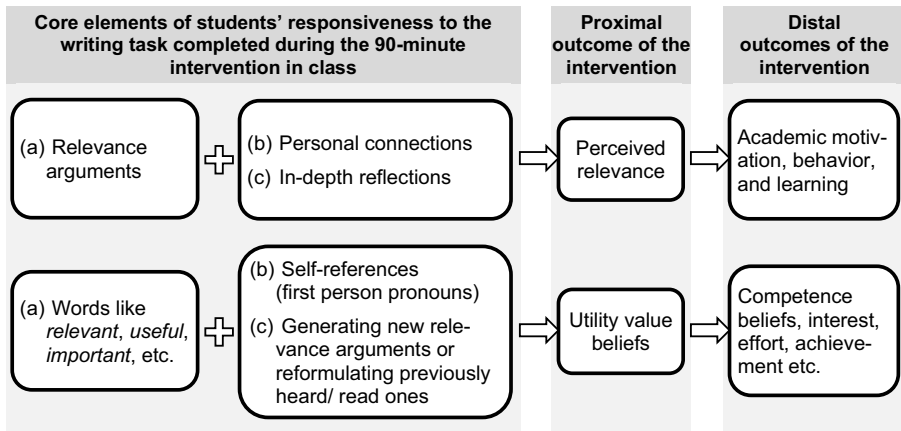 Core elements of students’ responsiveness to the
writing task completed during the 90-minute
intervention in class
Proximal
outcome of the
intervention
Distal
outcomes of the
intervention
(a) Relevance
arguments
(b) Personal connections
(c) In-depth reflections
Perceived
relevance
Academic motiv-
ation, behavior,
and learning
(a) Words like
relevant, useful,
important, etc.
(b) Self-references
(first person pronouns)
(c) Generating new rele-
vance arguments or
reformulating previously
heard/ read ones
Utility value
beliefs
Competence
beliefs, interest,
effort, achieve-
ment etc.